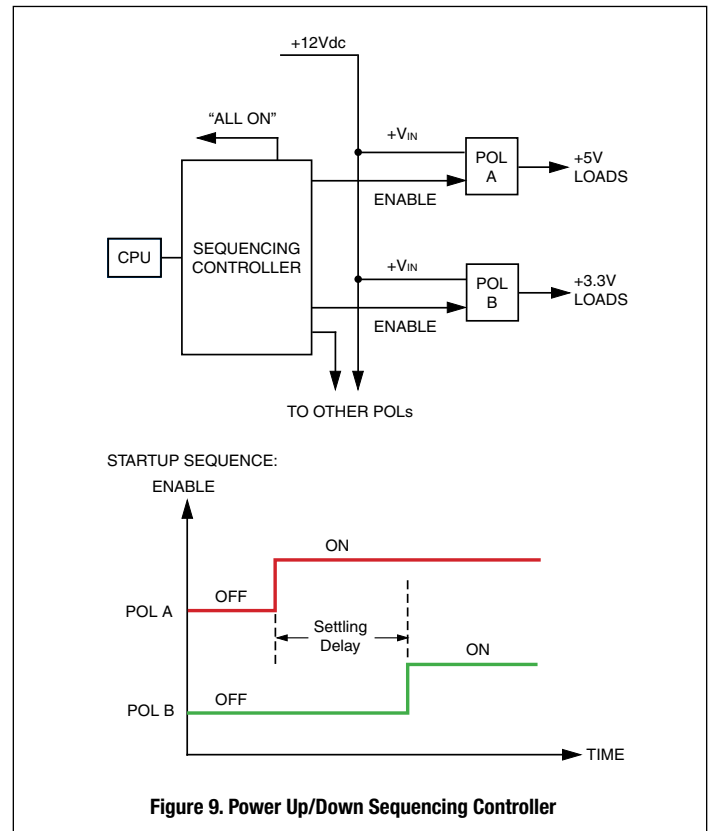 +12Vdc
"ALL ON"
+VIN
POL
A
+5V
LOADS
ENABLE
CPU
SEQUENCING
CONTROLLER
+VIN
POL
B
+3.3V
LOADS
ENABLE
TO OTHER POLs
STARTUP SEQUENCE:
ENABLE
ON
OFF
POL A
Settling
Delay
ON
OFF
POL B
TIME
Figure 9. Power Up/Down Sequencing Controller